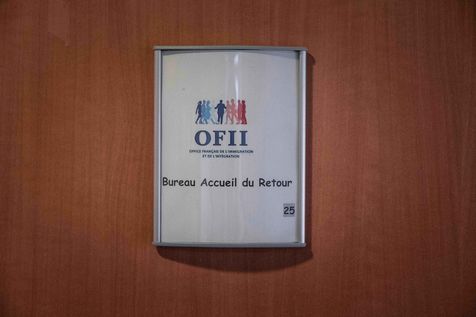 OFII
OFFICE FRANÇAIS DE L'IMMIGRATION
ET DE L'INTÉGRATION
Bureau Accueil du Retour
25